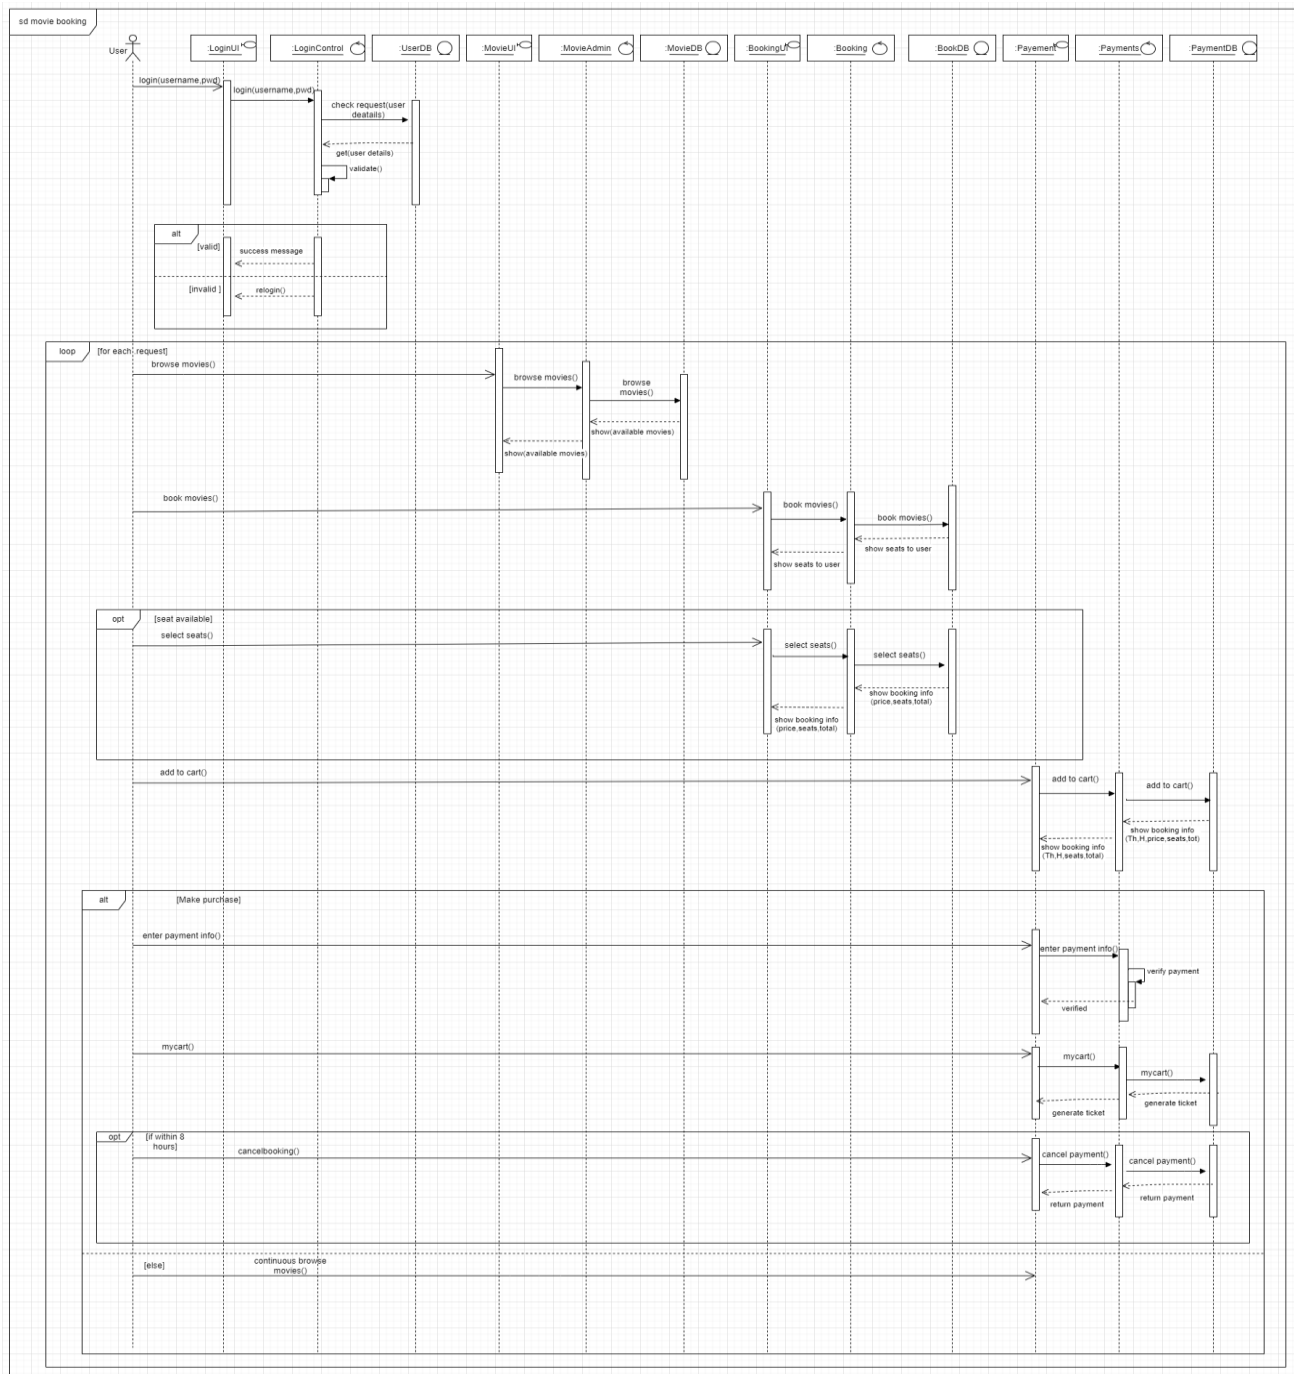 sd movie booking
User
:LoginUI
:LoginControl
:UserDB
:MovieUI
:MovieAdmin
:MovieDB
:BookingUI
:Booking
:BookDB
:Payement
:Payments
:PaymentDB
login(username,pwd)
login(username,pwd)
check request(user
deatails)
get(user details)
validate()
alt
[valid]
success message
[invalid ]
relogin()
loop
[for each request]
browse movies()
browse movies()
browse
movies()
show(available movies)
show(available movies)
book movies()
book movies()
book movies()
show seats to user
show seats to user
opt
[seat available]
select seats()
select seats()
select seats()
show booking info
(price,seats,total)
show booking info
(price,seats,total)
add to cart()
add to cart()
add to cart()
show booking info
(Th,H,price,seats,tot)
show booking info
(Th,H,seats,total)
alt
[Make purchase]
enter payment info()
enter payment info()
verify payment
verified
mycart()
mycart()
mycart()
generate ticket
generate ticket
opt
[if within 8
hours]
cancelbooking()
cancel payment()
cancel payment()
return payment
return payment
[else]
continuous browse
movies()